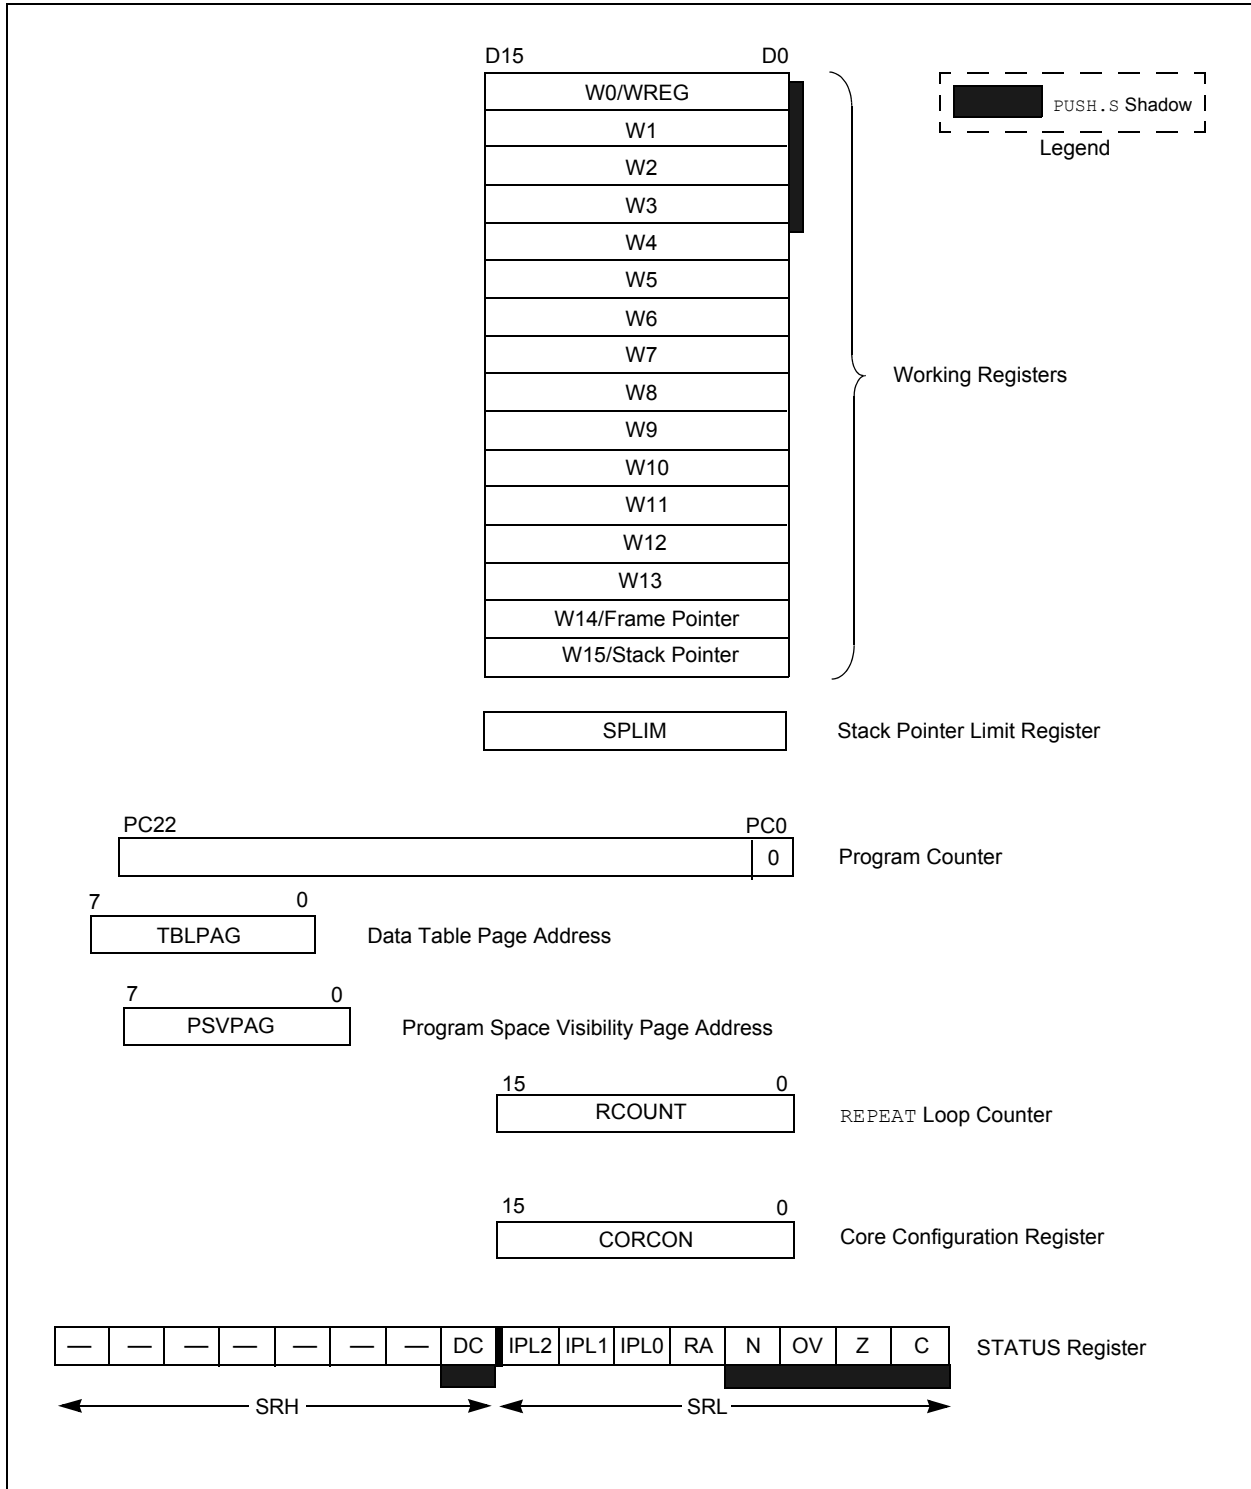 D15 D0
PUSH.S Shadow
Legend
W0/WREG
W1
W2
W3
W4
W5
W6
W7
W8
W9
W10
W11
W12
W13
W14/Frame Pointer
W15/Stack Pointer
Working Registers
SPLIM Stack Pointer Limit Register
PC22 PC0
0 Program Counter
7 0
TBLPAG Data Table Page Address
7 0
PSVPAG Program Space Visibility Page Address
15 0
RCOUNT REPEAT Loop Counter
15 0
CORCON Core Configuration Register
— — — — — — — DC IPL2 IPL1 IPL0 RA N OV Z C STATUS Register
SRH SRL